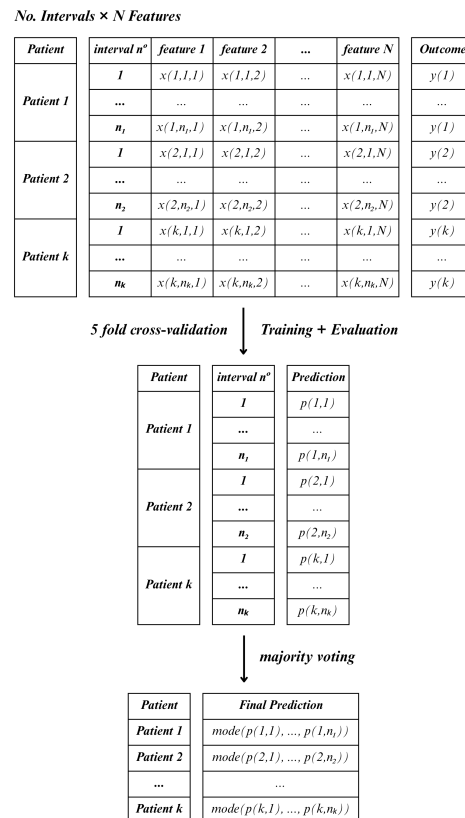 No. Intervals × N Features
Patient interval nº feature 1 feature 2 ... feature N Outcome
Patient 1
1 x(1,1,1) x(1,1,2) ... x(1,1,N) y(1)
... ... ... ... ... ...
n₁ x(1,n₁,1) x(1,n₁,2) ... x(1,n₁,N) y(1)
Patient 2
1 x(2,1,1) x(2,1,2) ... x(2,1,N) y(2)
... ... ... ... ... ...
n₂ x(2,n₂,1) x(2,n₂,2) ... x(2,n₂,N) y(2)
Patient k
1 x(k,1,1) x(k,1,2) ... x(k,1,N) y(k)
... ... ... ... ... ...
nₖ x(k,nₖ,1) x(k,nₖ,2) ... x(k,nₖ,N) y(k)
5 fold cross-validation Training + Evaluation
Patient interval nº Prediction
Patient 1
1 p(1,1)
... ...
n₁ p(1,n₁)
Patient 2
1 p(2,1)
... ...
n₂ p(2,n₂)
Patient k
1 p(k,1)
... ...
nₖ p(k,nₖ)
majority voting
Patient Final Prediction
Patient 1 mode(p(1,1), ..., p(1,n₁))
Patient 2 mode(p(2,1), ..., p(2,n₂))
... ...
Patient k mode(p(k,1), ..., p(k,nₖ))